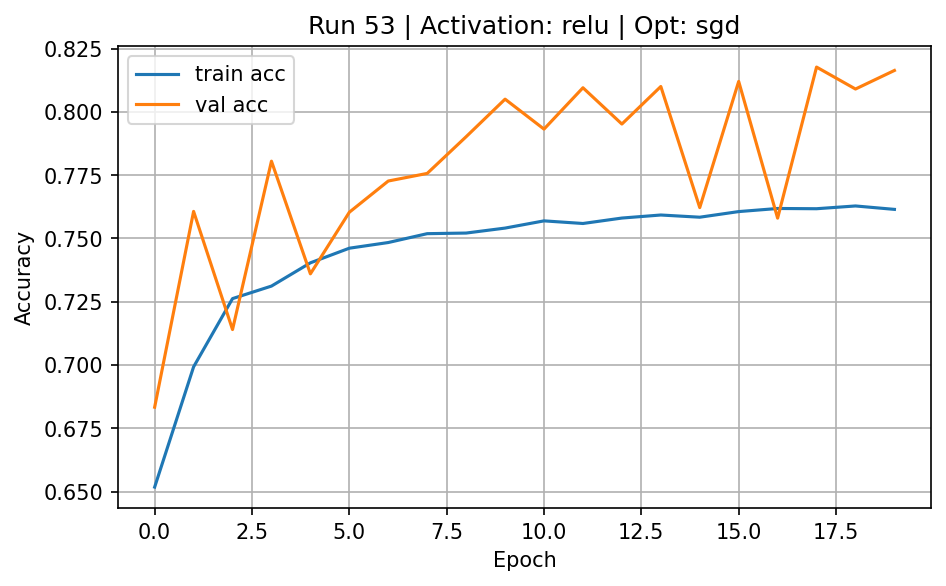 Run 53 | Activation: relu | Opt: sgd
train acc
val acc
Accuracy
0.825
0.800
0.775
0.750
0.725
0.700
0.675
0.650
0.0 2.5 5.0 7.5 10.0 12.5 15.0 17.5
Epoch